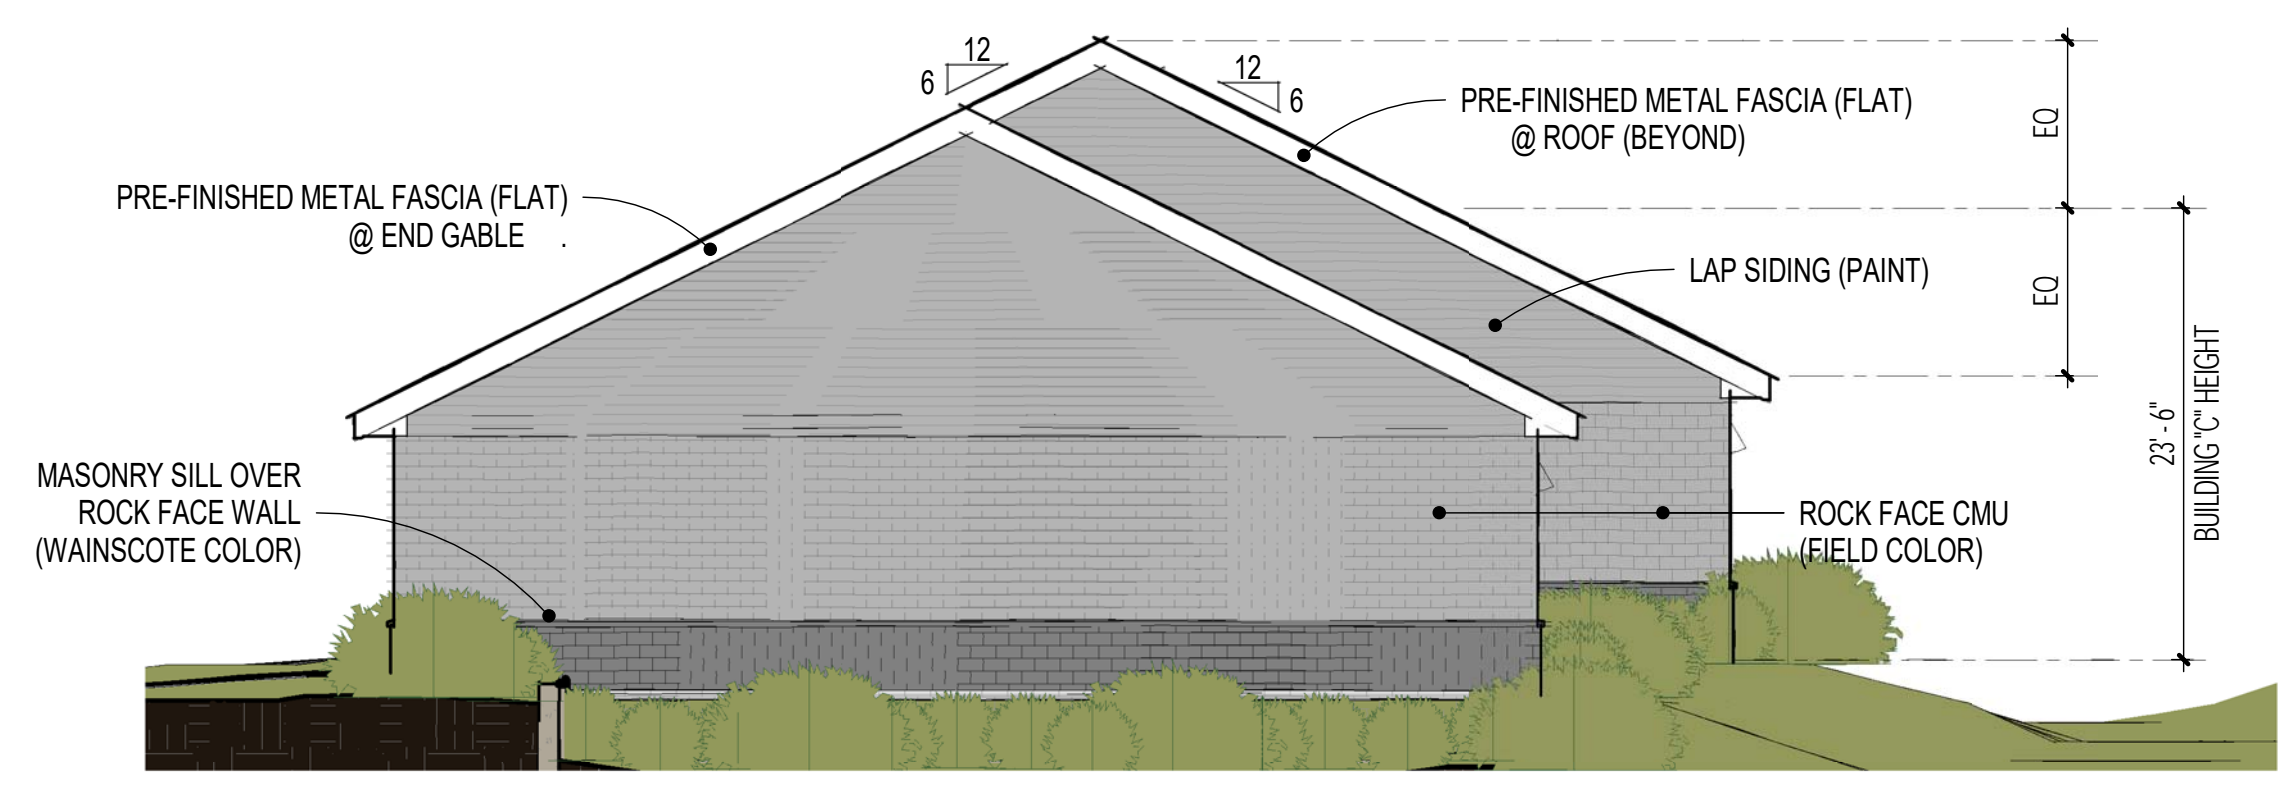 12
6
12
6
PRE-FINISHED METAL FASCIA (FLAT)
@ ROOF (BEYOND)
EQ
PRE-FINISHED METAL FASCIA (FLAT)
@ END GABLE .
LAP SIDING (PAINT)
EQ
23' - 6"
BUILDING "C" HEIGHT
MASONRY SILL OVER
ROCK FACE WALL
(WAINSCOTE COLOR)
ROCK FACE CMU
(FIELD COLOR)